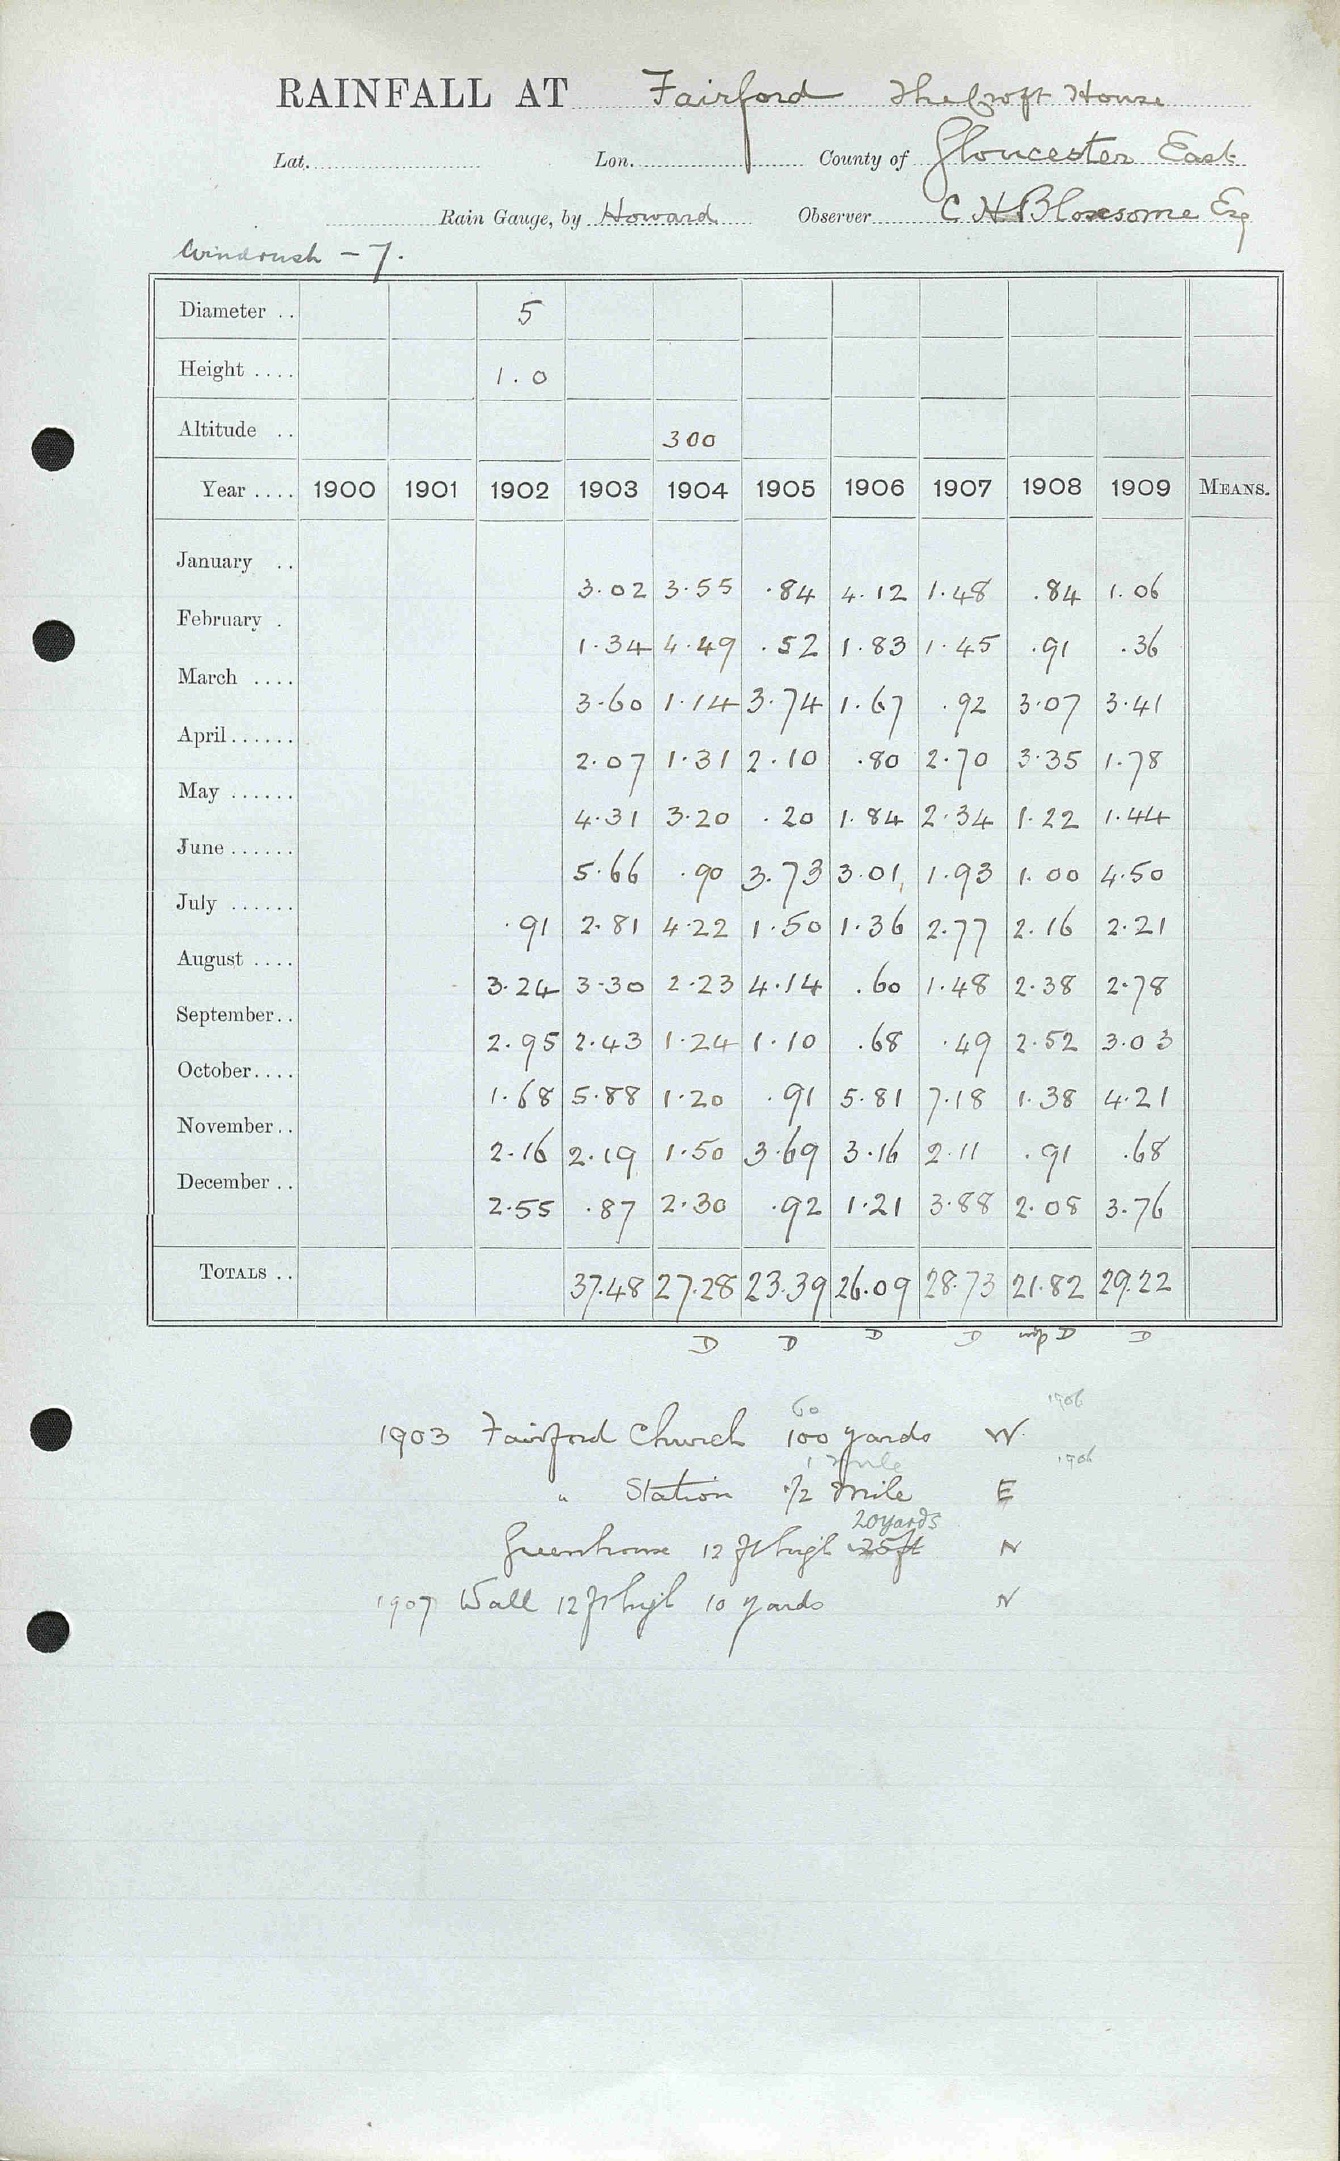 RAINFALL AT Fairford The Croft House
Lat. Lon. County of Gloucester East
Rain Gauge, by Howard Observer C H Blossome Esq
Windrush - 7.
Diameter .. 5
Height .... 1.0
Altitude .. 300
Year .... 1900 1901 1902 1903 1904 1905 1906 1907 1908 1909 MEANS.
January .. 3.02 3.55 .84 4.12 1.48 .84 1.06
February . 1.34 4.49 .52 1.83 1.45 .91 .36
March .... 3.60 1.14 3.74 1.67 .92 3.07 3.41
April...... 2.07 1.31 2.10 .80 2.70 3.35 1.78
May ...... 4.31 3.20 .20 1.84 2.34 1.22 1.44
June ...... 5.66 .90 3.73 3.01 1.93 1.00 4.50
July ...... .91 2.81 4.22 1.50 1.36 2.77 2.16 2.21
August .... 3.24 3.30 2.23 4.14 .60 1.48 2.38 2.78
September.. 2.95 2.43 1.24 1.10 .68 .49 2.52 3.03
October.... 1.68 5.88 1.20 .91 5.81 7.18 1.38 4.21
November.. 2.16 2.19 1.50 3.69 3.16 2.11 .91 .68
December .. 2.55 .87 2.30 .92 1.21 3.88 2.08 3.76
TOTALS .. 37.48 27.28 23.39 26.09 28.73 21.82 29.22
D D D D D D
60 1906
1903 Fairford Church 100 yards W
1 mile 1906
" Station 1/2 mile E
20 yards
Greenhouse 12 ft high 25ft N
1907 Wall 12 ft high 10 yards N